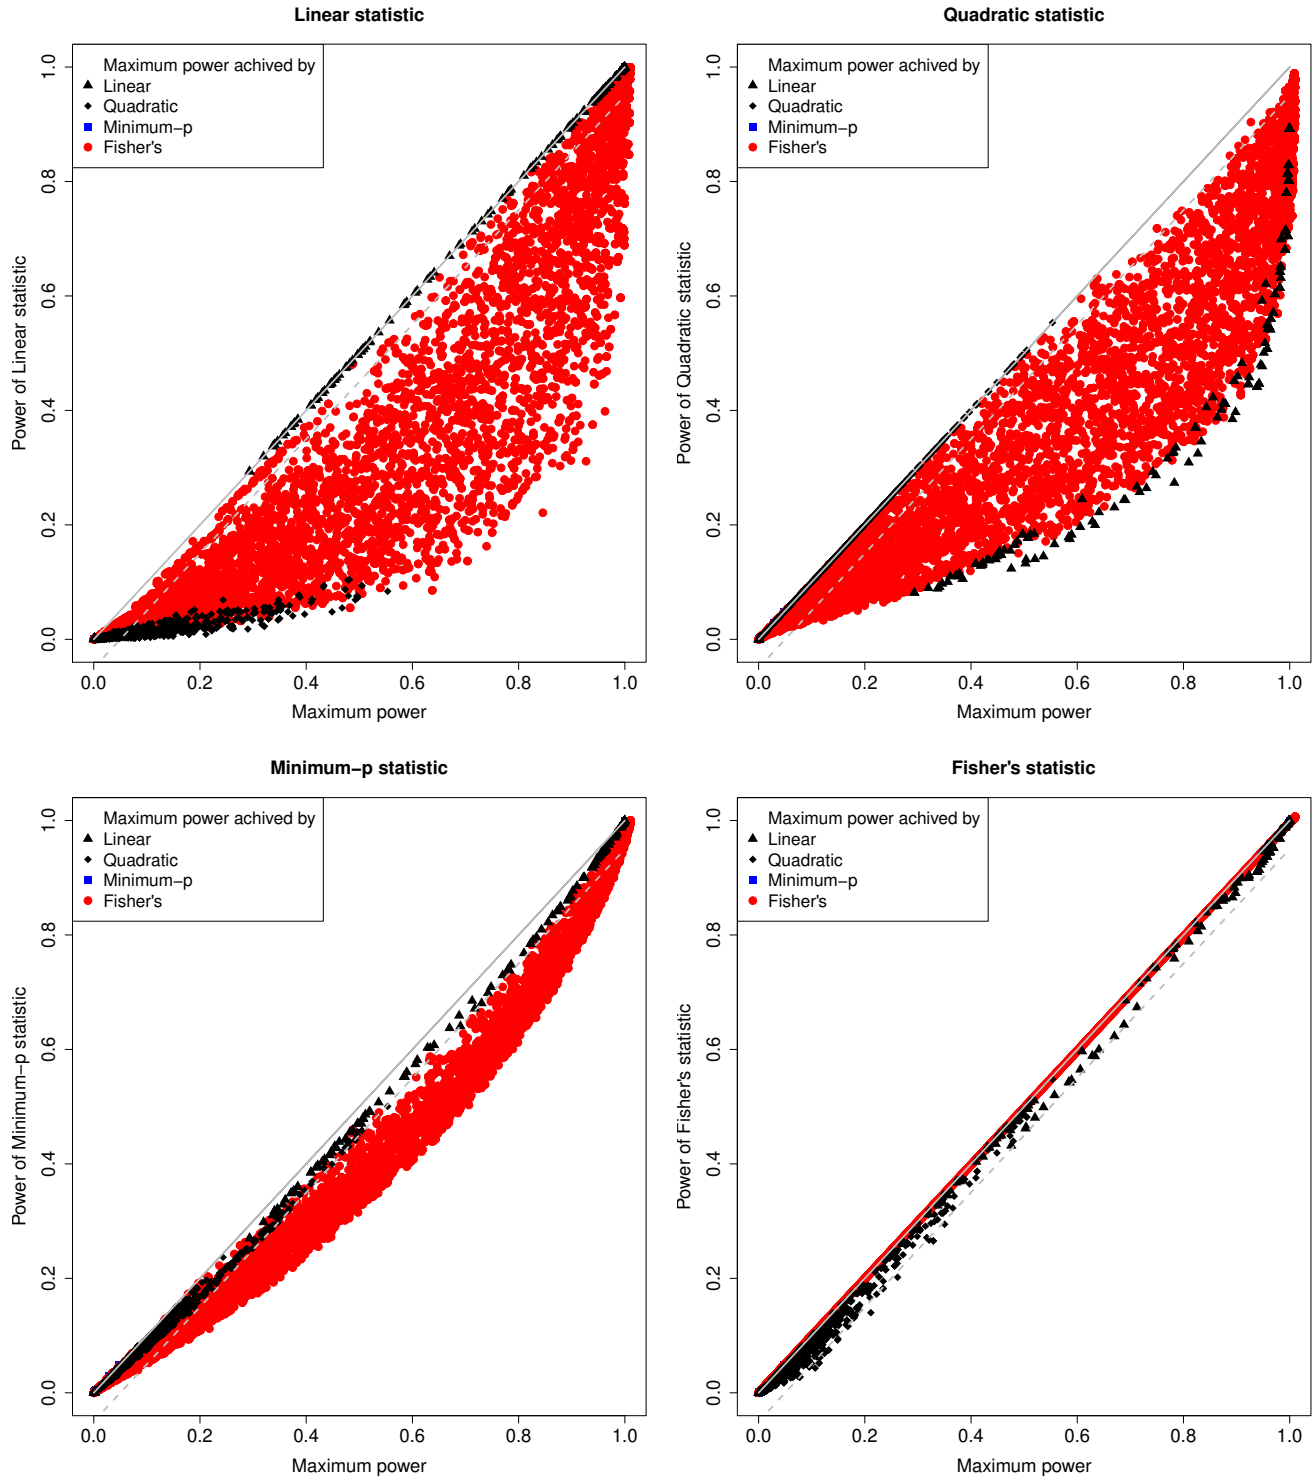 Linear statistic
Maximum power achived by
Linear
Quadratic
Minimum−p
Fisher's
Power of Linear statistic
1.0
0.8
0.6
0.4
0.2
0.0
0.0 0.2 0.4 0.6 0.8 1.0
Maximum power
Quadratic statistic
Maximum power achived by
Linear
Quadratic
Minimum−p
Fisher's
Power of Quadratic statistic
1.0
0.8
0.6
0.4
0.2
0.0
0.0 0.2 0.4 0.6 0.8 1.0
Maximum power
Minimum−p statistic
Maximum power achived by
Linear
Quadratic
Minimum−p
Fisher's
Power of Minimum−p statistic
1.0
0.8
0.6
0.4
0.2
0.0
0.0 0.2 0.4 0.6 0.8 1.0
Maximum power
Fisher's statistic
Maximum power achived by
Linear
Quadratic
Minimum−p
Fisher's
Power of Fisher's statistic
1.0
0.8
0.6
0.4
0.2
0.0
0.0 0.2 0.4 0.6 0.8 1.0
Maximum power